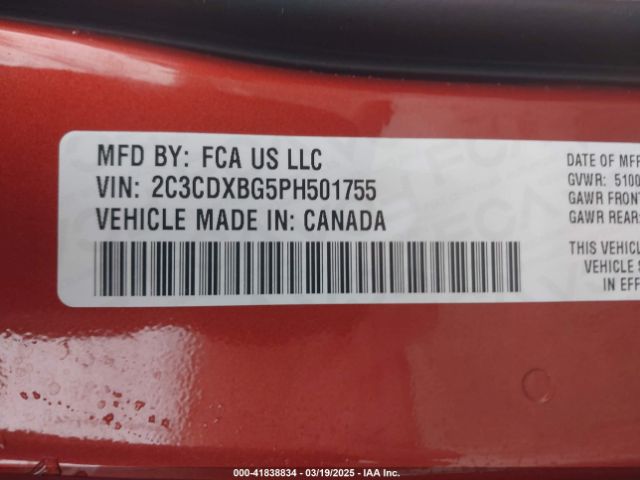 MFD BY: FCA US LLC
VIN: 2C3CDXBG5PH501755
VEHICLE MADE IN: CANADA
DATE OF MFR
GVWR: 5100
GAWR FRONT
GAWR REAR:
THIS VEHICL
VEHICLE S
IN EFF
000-41838834 / 03/19/2025 - IAA Inc.